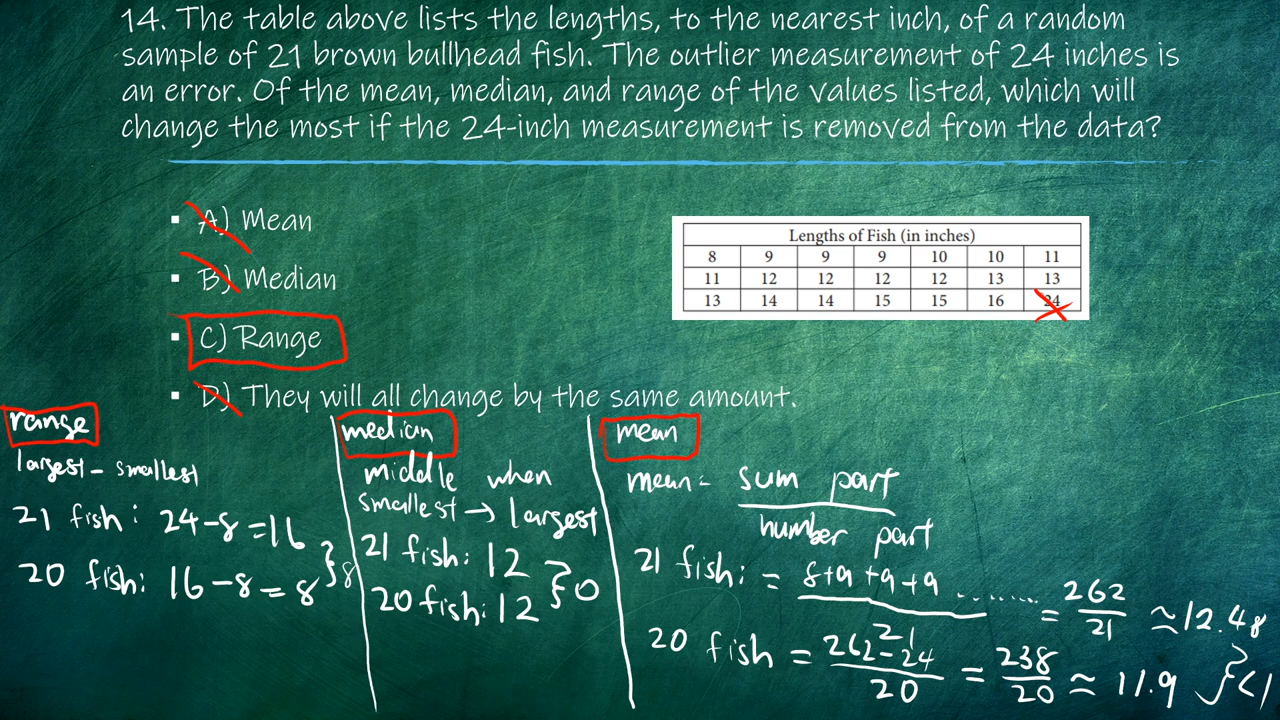 14. The table above lists the lengths, to the nearest inch, of a random
sample of 21 brown bullhead fish. The outlier measurement of 24 inches is
an error. Of the mean, median, and range of the values listed, which will
change the most if the 24-inch measurement is removed from the data?
A) Mean
B) Median
C) Range
D) They will all change by the same amount.
Lengths of Fish (in inches)
8 9 9 9 10 10 11
11 12 12 12 12 13 13
13 14 14 15 15 16 24
range
largest - smallest
21 fish: 24-8=16
20 fish: 16-8=8
}8
median
middle when
smallest → largest
21 fish: 12
20 fish: 12
}0
mean
mean = sum part
number part
21 fish: = 8+9+9+9 ........
21
= 262
21
≈12.48
20 fish = 262-24
20
= 238
20
≈ 11.9
}<1